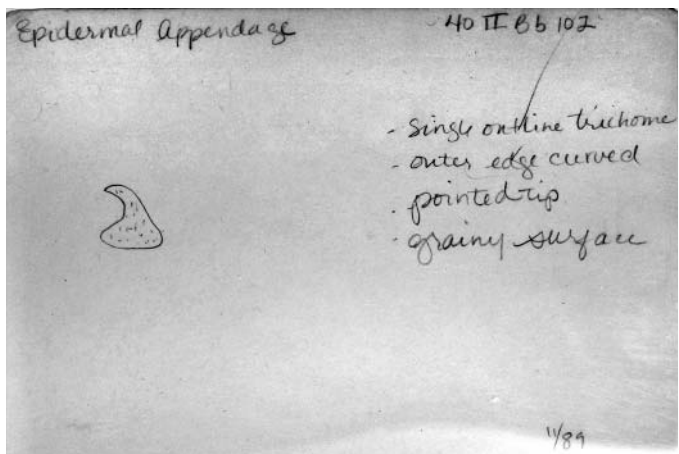 Epidermal Appendage
40 II Bb 102
- Single outline trichome
- outer edge curved
- pointed tip
- grainy surface
11/89